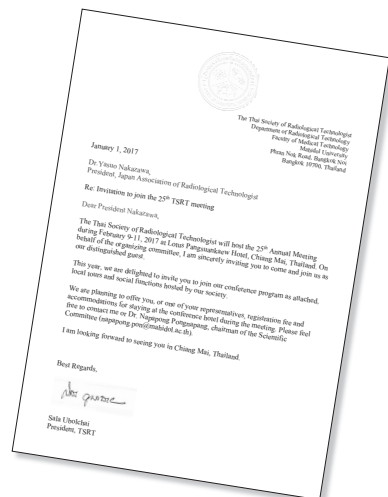 The Thai Society of Radiological Technologist
Department of Radiological Technology
Faculty of Medical Technology
Mahidol University
Phran Nok Road, Bangkok Noi
Bangkok 10700, Thailand
January 1, 2017
Dr. Yasuo Nakazawa,
President, Japan Association of Radiological Technologist
Re: Invitation to join the 25th TSRT meeting
Dear President Nakazawa,
The Thai Society of Radiological Technologist will host the 25th Annual Meeting
during February 9-11, 2017 at Lotus Pangsuankaew Hotel, Chiang Mai, Thailand. On
behalf of the organizing committee, I am sincerely inviting you to come and join us as
our distinguished guest.
This year, we are delighted to invite you to join our conference program as attached,
local tours and social functions hosted by our society.
We are planning to offer you, or one of your representatives, registration fee and
accommodations for staying at the conference hotel during the meeting. Please feel
free to contact me or Dr. Napapong Pongnapang, chairman of the Scientific
Committee (napapong.pon@mahidol.ac.th).
I am looking forward to seeing you in Chiang Mai, Thailand.
Best Regards,
Sala Ubolchai
President, TSRT